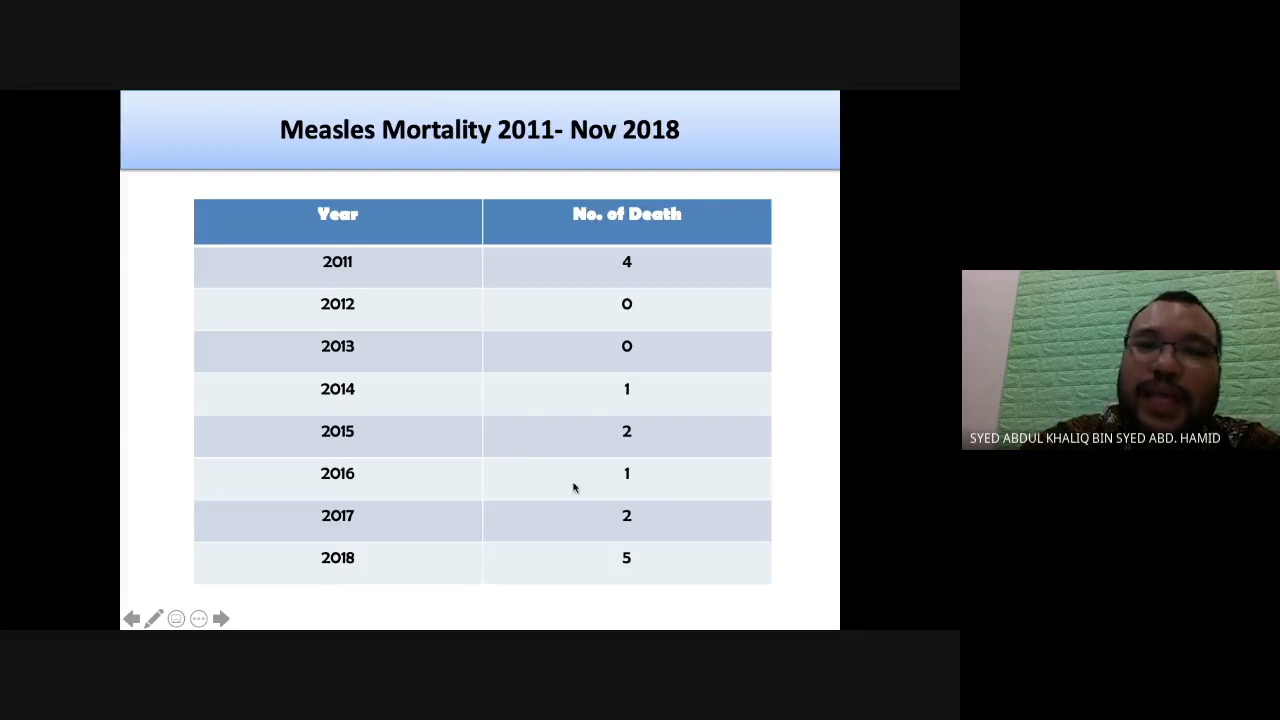 Measles Mortality 2011- Nov 2018
Year No. of Death
2011 4
2012 0
2013 0
2014 1
2015 2
2016 1
2017 2
2018 5
SYED ABDUL KHALIQ BIN SYED ABD. HAMID